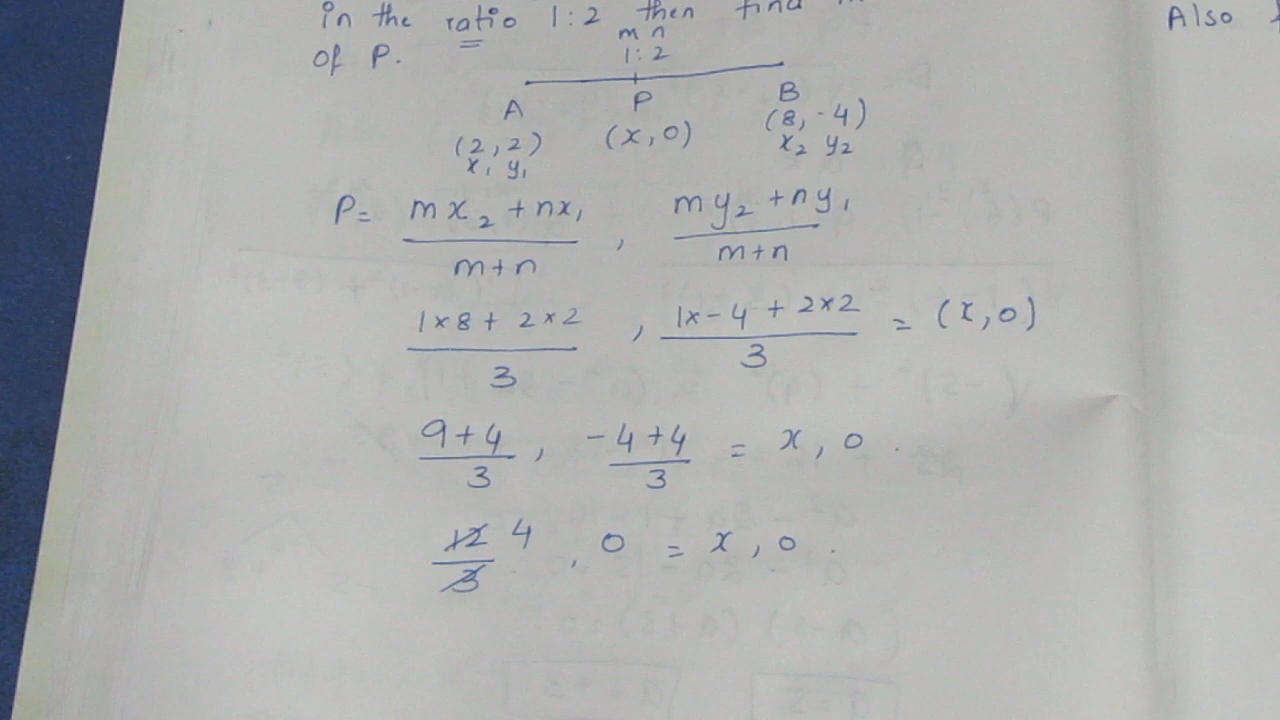 in the ratio 1:2 then find
Also
of P.
m n
1:2
A P B
(2,2) (x,0) (8,-4)
x₁ y₁ x₂ y₂
P= mx₂+nx₁/m+n , my₂+ny₁/m+n
1×8+ 2×2/3 , 1×-4+2×2/3 = (x,0)
9+4/3 , -4+4/3 = x,0.
12/3 4 , 0 = x,0.